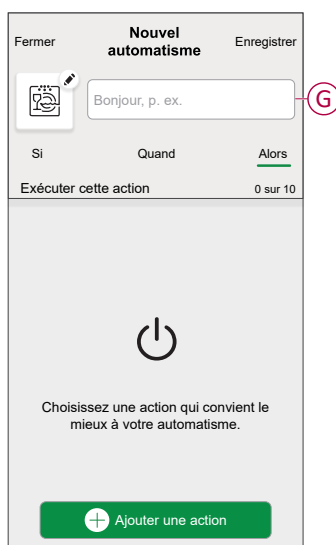 Fermer
Nouvel
automatisme
Enregistrer
Bonjour, p. ex.
G
Si
Quand
Alors
Exécuter cette action
0 sur 10
Choisissez une action qui convient le
mieux à votre automatisme.
Ajouter une action